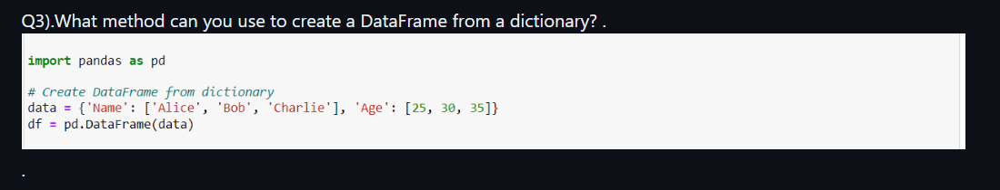 Q3).What method can you use to create a DataFrame from a dictionary? .
import pandas as pd
# Create DataFrame from dictionary
data = {'Name': ['Alice', 'Bob', 'Charlie'], 'Age': [25, 30, 35]}
df = pd.DataFrame(data)
.